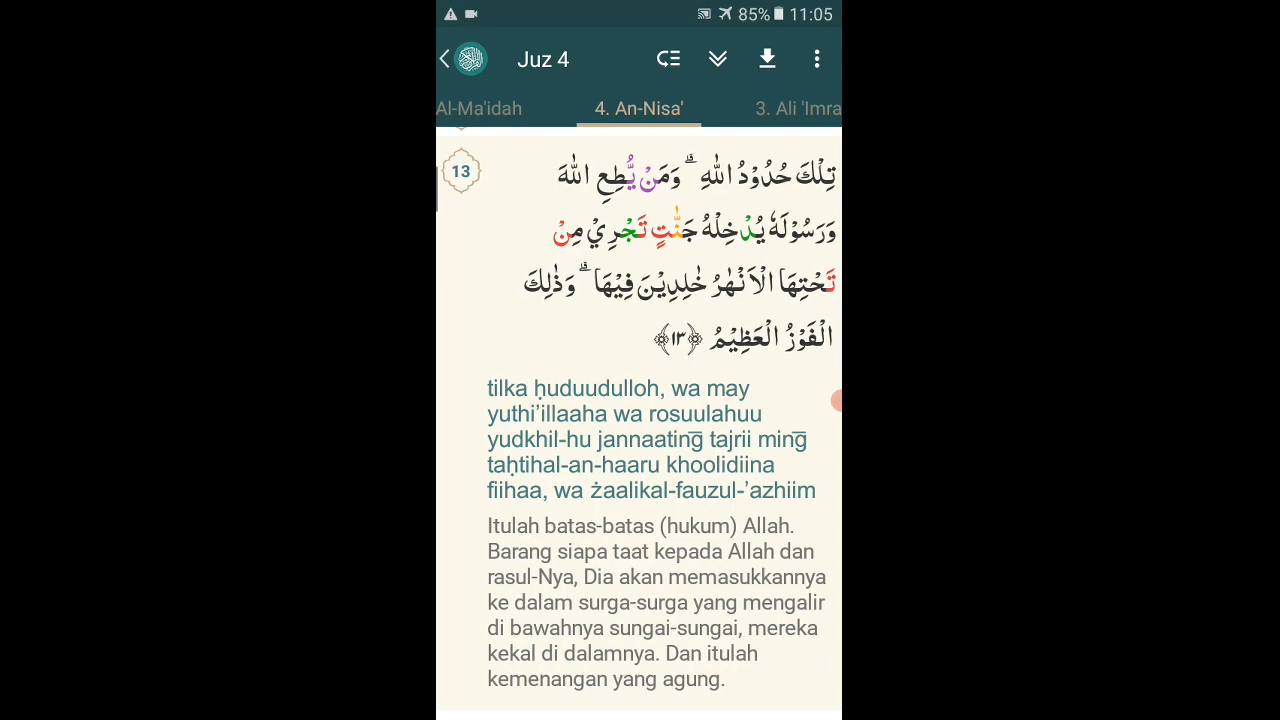 85% 11:05
Juz 4
Al-Ma'idah 4. An-Nisa' 3. Ali 'Imra
13
تِلْكَ حُدُوْدُ اللّٰهِ ۗ وَمَنْ يُّطِعِ اللّٰهَ
وَرَسُوْلَهٗ يُدْخِلْهُ جَنّٰتٍ تَجْرِيْ مِنْ
تَحْتِهَا الْاَنْهٰرُ خٰلِدِيْنَ فِيْهَا ۗ وَذٰلِكَ
الْفَوْزُ الْعَظِيْمُ ﴿١٣﴾
tilka ḥuduudulloh, wa may
yuthi’illaaha wa rosuulahuu
yudkhil-hu jannaating̅ tajrii ming̅
taḥtihal-an-haaru khoolidiina
fiihaa, wa żaalikal-fauzul-’azhiim
Itulah batas-batas (hukum) Allah.
Barang siapa taat kepada Allah dan
rasul-Nya, Dia akan memasukkannya
ke dalam surga-surga yang mengalir
di bawahnya sungai-sungai, mereka
kekal di dalamnya. Dan itulah
kemenangan yang agung.